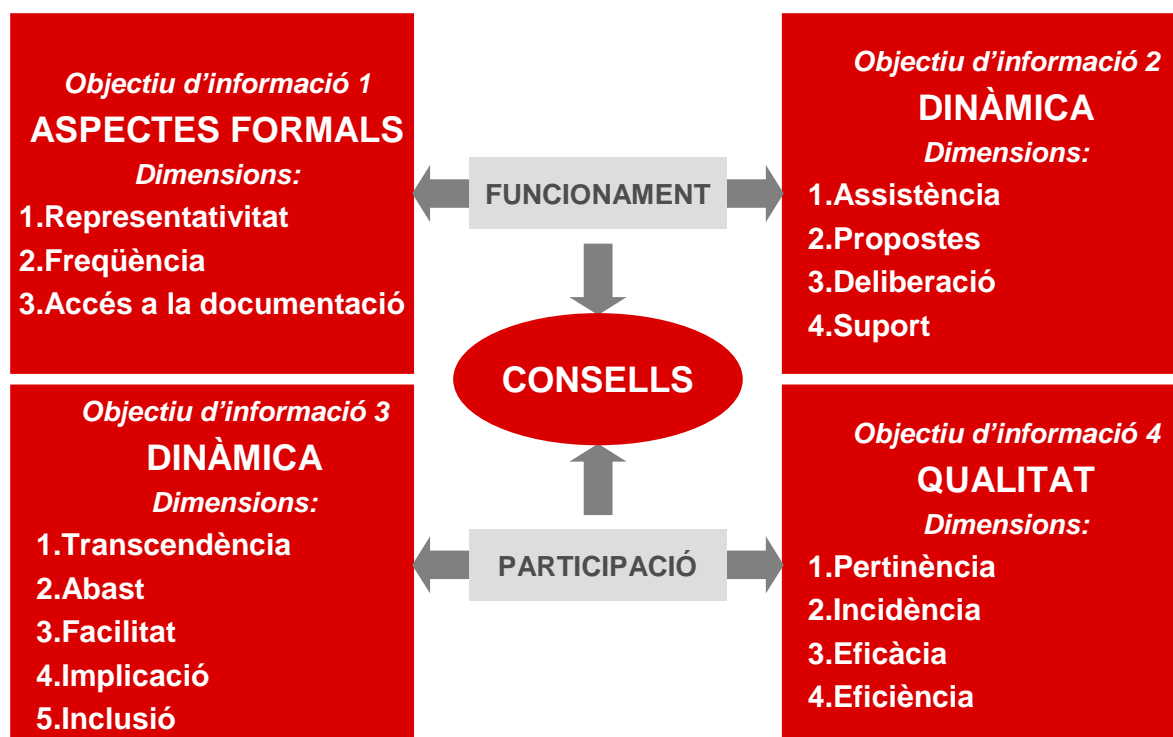 Objectiu d’informació 1
ASPECTES FORMALS
Dimensions:
1.Representativitat
2.Freqüència
3.Accés a la documentació
FUNCIONAMENT
Objectiu d’informació 2
DINÀMICA
Dimensions:
1.Assistència
2.Propostes
3.Deliberació
4.Suport
CONSELLS
Objectiu d’informació 3
DINÀMICA
Dimensions:
1.Transcendència
2.Abast
3.Facilitat
4.Implicació
5.Inclusió
PARTICIPACIÓ
Objectiu d’informació 4
QUALITAT
Dimensions:
1.Pertinència
2.Incidència
3.Eficàcia
4.Eficiència